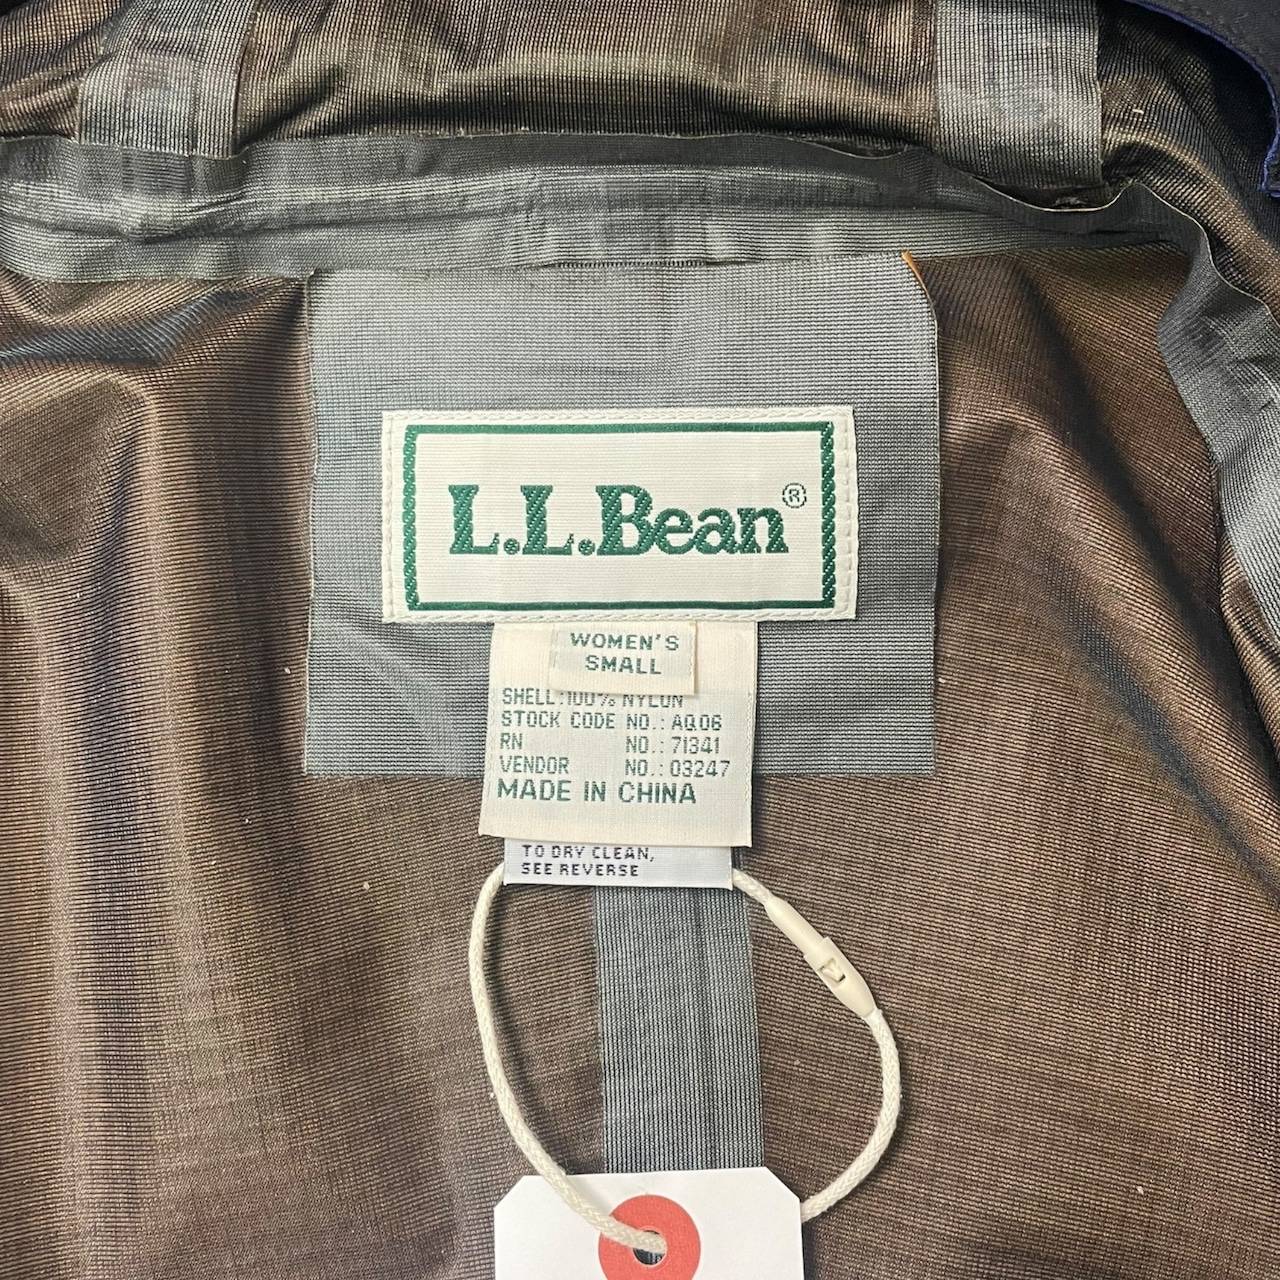 L.L.Bean®
WOMEN'S
SMALL
SHELL:100% NYLON
STOCK CODE NO.: AQ06
RN NO.: 71341
VENDOR NO.: 03247
MADE IN CHINA
TO DRY CLEAN,
SEE REVERSE